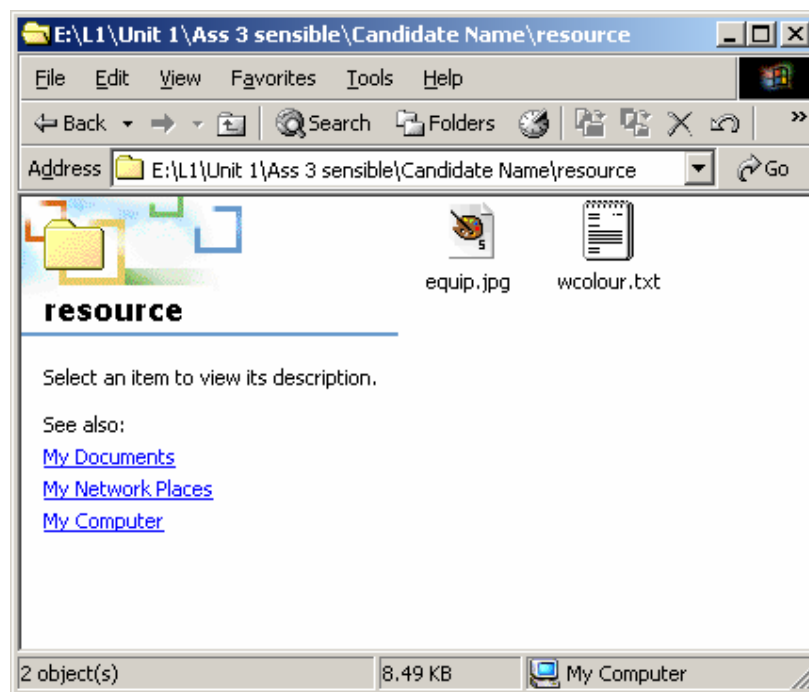 E:\L1\Unit 1\Ass 3 sensible\Candidate Name\resource
File Edit View Favorites Tools Help
Back Search Folders »
Address E:\L1\Unit 1\Ass 3 sensible\Candidate Name\resource Go
equip.jpg wcolour.txt
resource
Select an item to view its description.
See also:
My Documents
My Network Places
My Computer
2 object(s) 8.49 KB My Computer